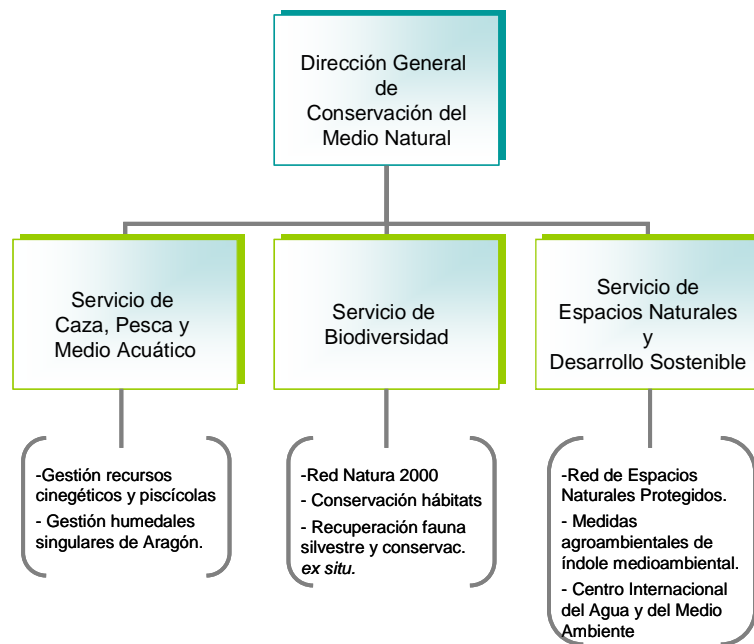 Dirección General
de
Conservación del
Medio Natural
Servicio de
Caza, Pesca y
Medio Acuático
Servicio de
Biodiversidad
Servicio de
Espacios Naturales
y
Desarrollo Sostenible
-Gestión recursos
cinegéticos y piscícolas
- Gestión humedales
singulares de Aragón.
-Red Natura 2000
- Conservación hábitats
- Recuperación fauna
silvestre y conservac.
ex situ.
-Red de Espacios
Naturales Protegidos.
- Medidas
agroambientales de
índole medioambiental.
- Centro Internacional
del Agua y del Medio
Ambiente